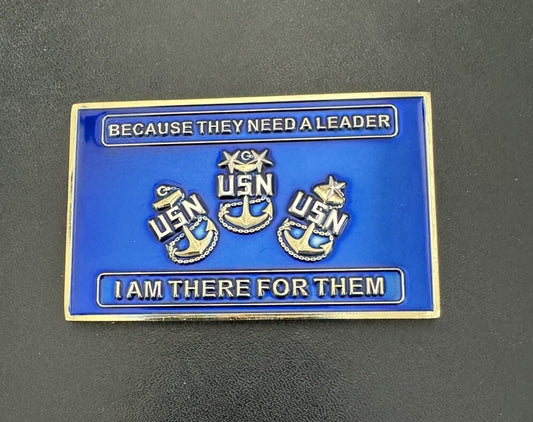 BECAUSE THEY NEED A LEADER
USN
USN
USN
I AM THERE FOR THEM